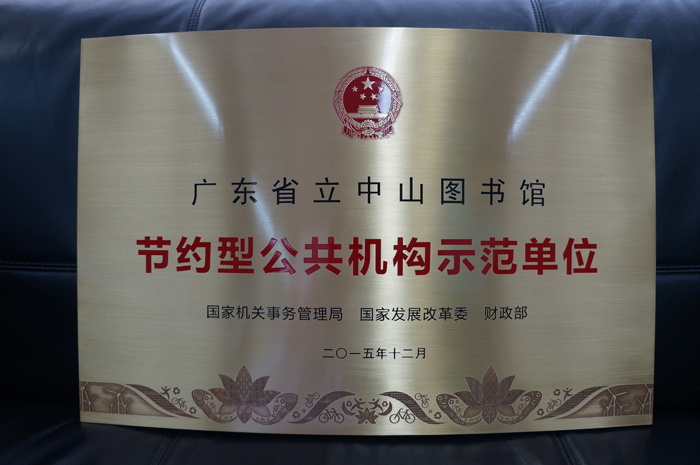 广东省立中山图书馆
节约型公共机构示范单位
国家机关事务管理局 国家发展改革委 财政部
二〇一五年十二月